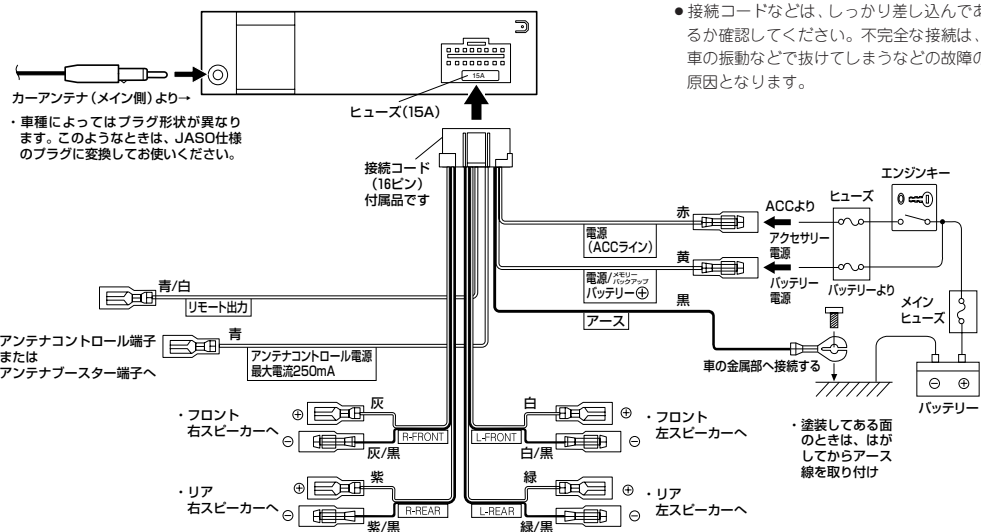 ● 接続コードなどは、しっかり差し込んであ
るか確認してください。不完全な接続は、
車の振動などで抜けてしまうなどの故障の
原因となります。
15A
カーアンテナ（メイン側）より→
ヒューズ(15A)
・車種によってはプラグ形状が異なり
ます。このようなときは、JASO仕様
のプラグに変換してお使いください。
接続コード
（16ピン）
付属品です
エンジンキー
ヒューズ
赤
ACCより
電源
（ACCライン）
アクセサリー
電源
黄
電源/メモリーバックアップ
バッテリー⊕
バッテリー
電源
バッテリーより
黒
アース
メイン
ヒューズ
青/白
リモート出力
青
アンテナコントロール端子
または
アンテナブースター端子へ
アンテナコントロール電源
最大電流250mA
車の金属部へ接続する
⊖ ⊕
バッテリー
・塗装してある面
のときは、はが
してからアース
線を取り付け
・フロント
右スピーカーへ
⊕
灰
⊖
R-FRONT
灰/黒
白
⊕
L-FRONT
⊖
白/黒
・フロント
左スピーカーへ
・リア
右スピーカーへ
⊕
紫
⊖
R-REAR
紫/黒
緑
⊕
L-REAR
⊖
緑/黒
・リア
左スピーカーへ